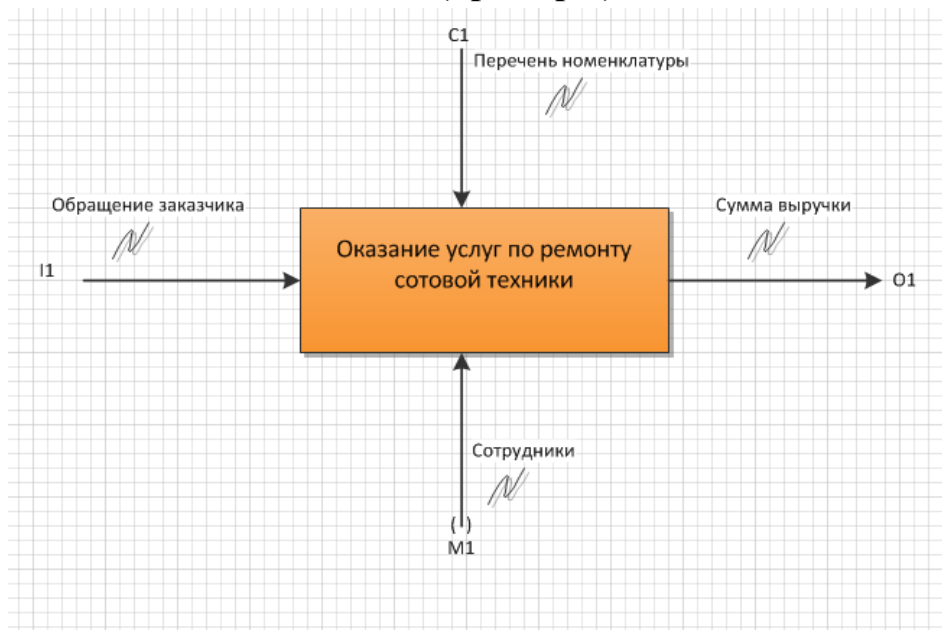 C1
Перечень номенклатуры
Обращение заказчика
Сумма выручки
Оказание услуг по ремонту
сотовой техники
I1
O1
Сотрудники
( )
M1